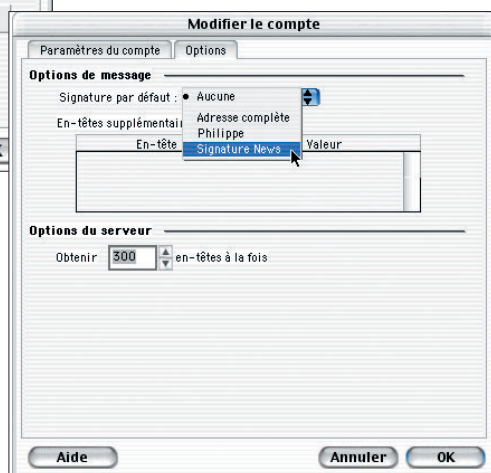 Modifier le compte
Paramètres du compte Options
Options de message
Signature par défaut : • Aucune
Adresse complète
En-têtes supplémentai
Philippe
En-tête Signature News Valeur
Options du serveur
Obtenir 300 en-têtes à la fois
Aide Annuler OK